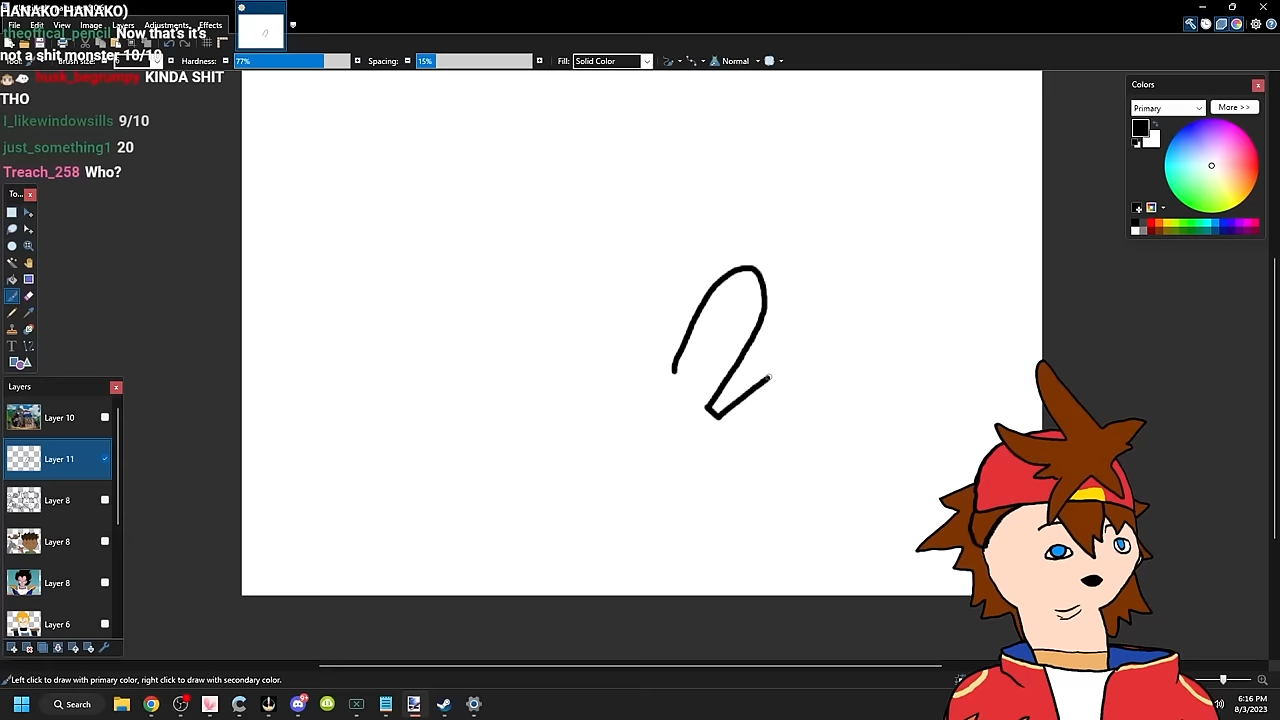 HANAKO HANAKO)
File Edit View Image Layers Adjustments Effects
theoffical_pencil Now that's it's
not a shit monster 10/10
Hardness: 77% Spacing: 15% Fill: Solid Color Normal
husk_begrumpy KINDA SHIT
THO
I_likewindowsills 9/10
just_something1 20
Treach_258 Who?
Colors
Primary More >>
To...
Layers
Layer 10
Layer 11
Layer 8
Layer 8
Layer 8
Layer 6
Left click to draw with primary color, right click to draw with secondary color.
Search
6:16 PM
8/3/2023